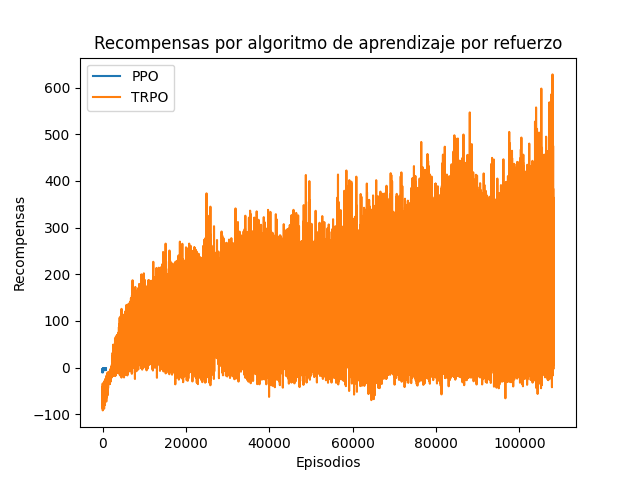 Recompensas por algoritmo de aprendizaje por refuerzo
PPO
TRPO
600
500
400
300
200
100
0
−100
Recompensas
0 20000 40000 60000 80000 100000
Episodios